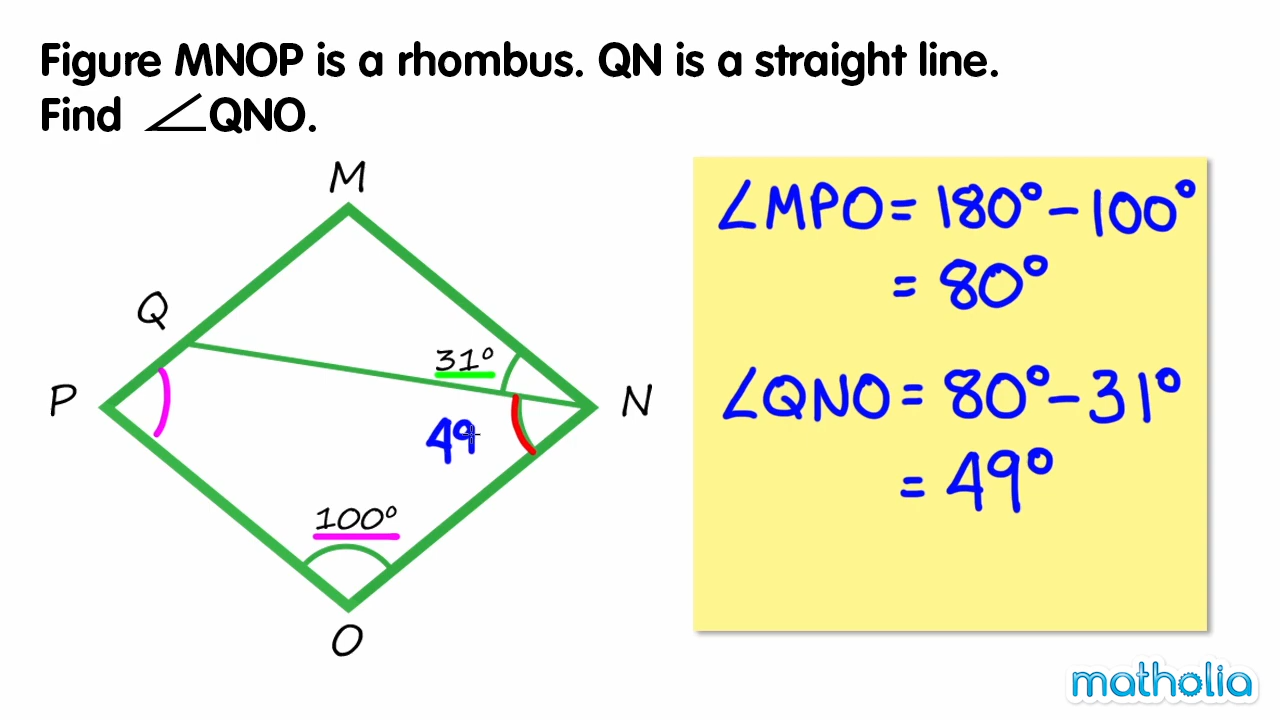 Figure MNOP is a rhombus. QN is a straight line.
Find ∠QNO.
M
Q
31°
P
N
49
100°
O
∠MPO = 180° - 100°
= 80°
∠QNO = 80° - 31°
= 49°
matholia